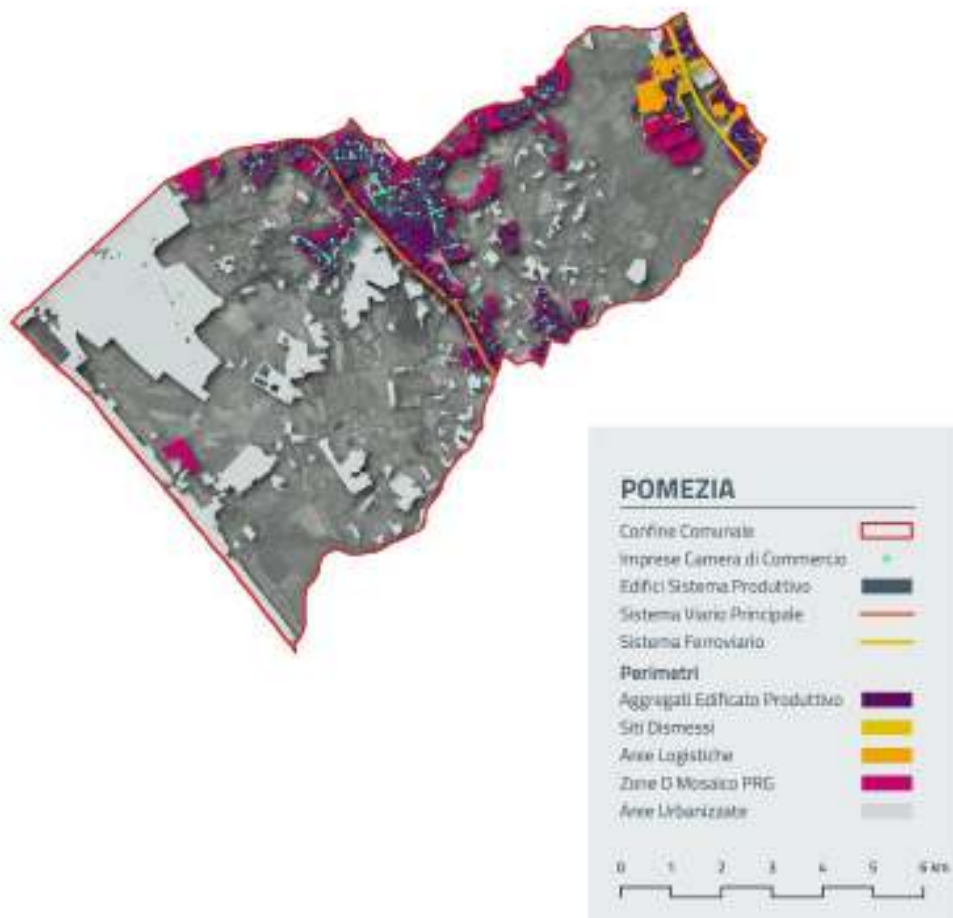 POMEZIA
Confine Comunale
Imprese Camera di Commercio
Edifici Sistema Produttivo
Sistema Viario Principale
Sistema Ferroviario
Perimetri
Aggregati Edificato Produttivo
Siti Dismessi
Aree Logistiche
Zone D Mosaico PRG
Aree Urbanizzate
0 1 2 3 4 5 6 km